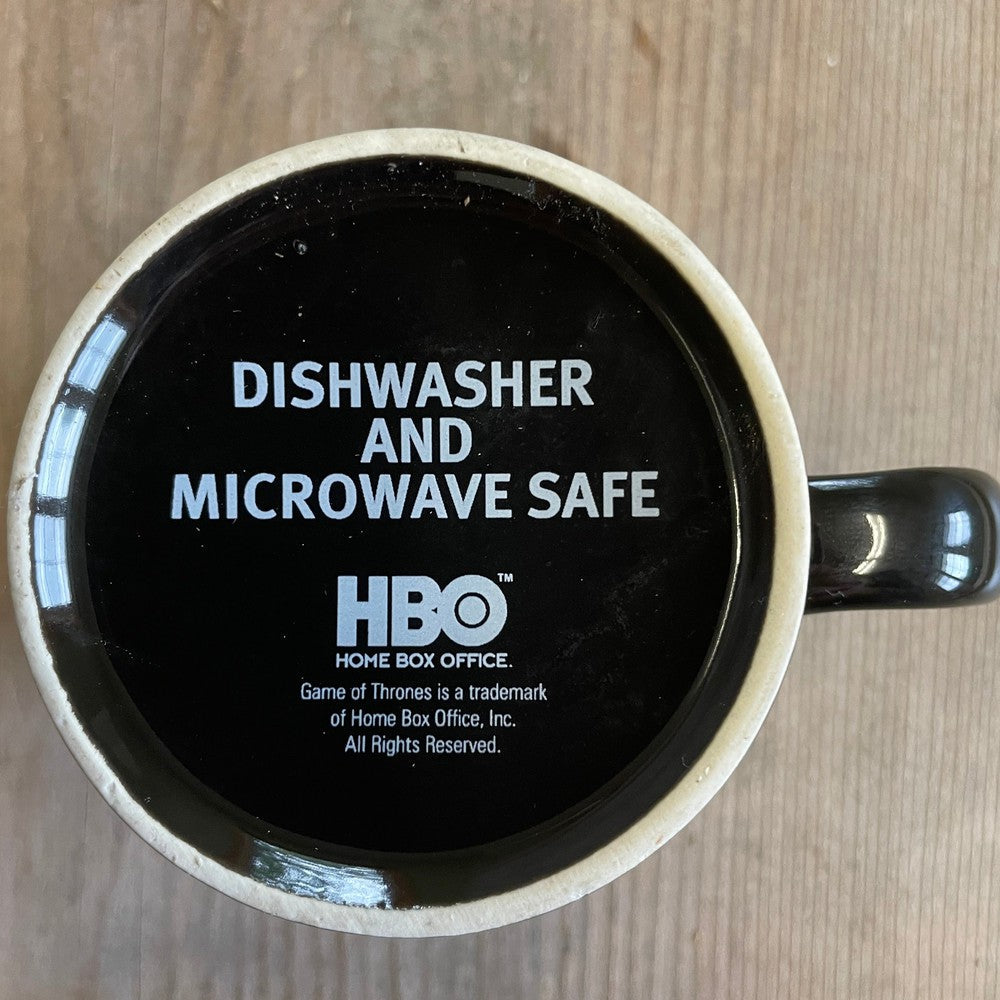 DISHWASHER
AND
MICROWAVE SAFE
HBO™
HOME BOX OFFICE.
Game of Thrones is a trademark
of Home Box Office, Inc.
All Rights Reserved.